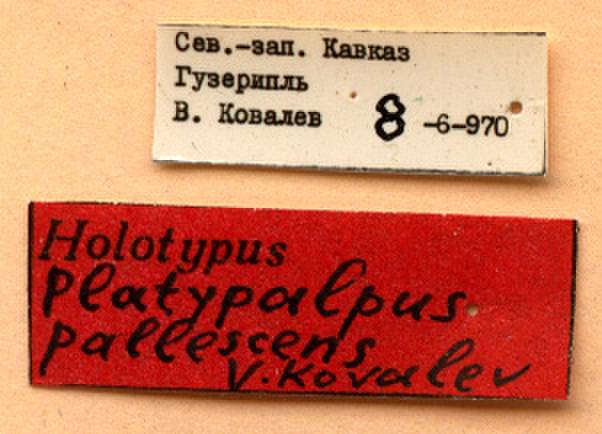 Сев.-зап. Кавказ
Гузерипль
В. Ковалев 8 -6-970
Holotypus
Platypalpus
pallescens
V. Kovalev